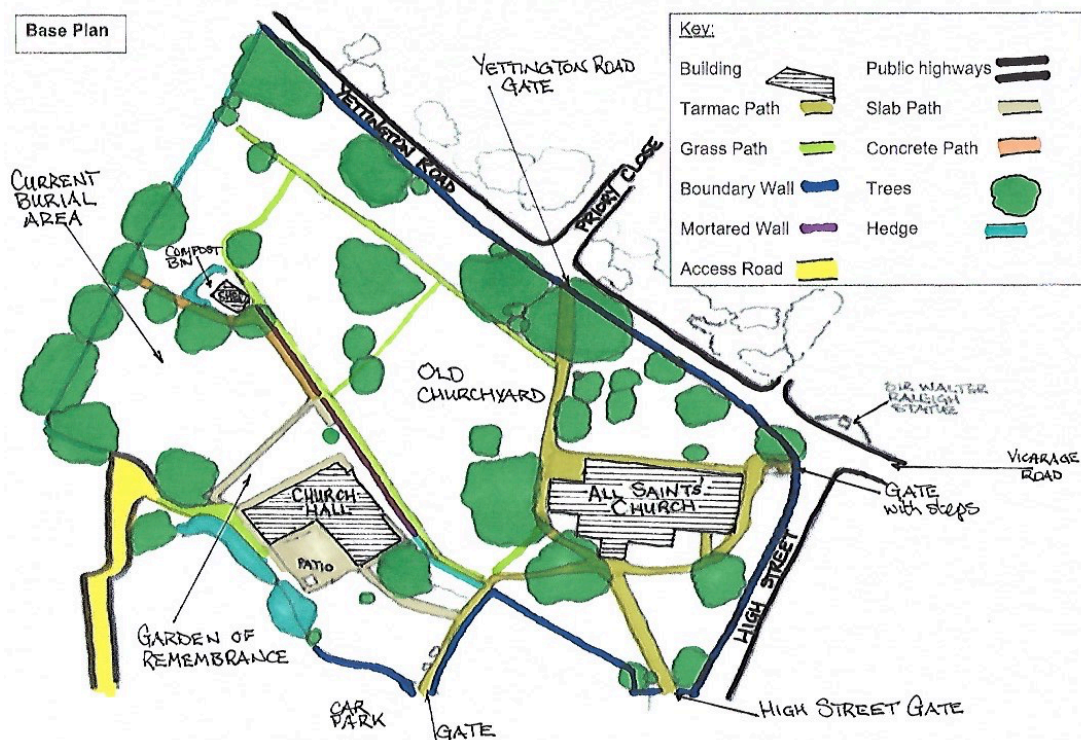 Base Plan
Key:
Building
Public highways
Tarmac Path
Slab Path
Grass Path
Concrete Path
Boundary Wall
Trees
Mortared Wall
Hedge
Access Road
YETTINGTON ROAD
GATE
YETTINGTON ROAD
PRIORY CLOSE
CURRENT
BURIAL
AREA
COMPOST
BIN
SHED
OLD
CHURCHYARD
SIR WALTER
RALEIGH
STATUE
VICARAGE
ROAD
GATE
with steps
ALL SAINTS'
CHURCH
CHURCH
HALL
PATIO
HIGH STREET
GARDEN OF
REMEMBRANCE
CAR
PARK
GATE
HIGH STREET GATE